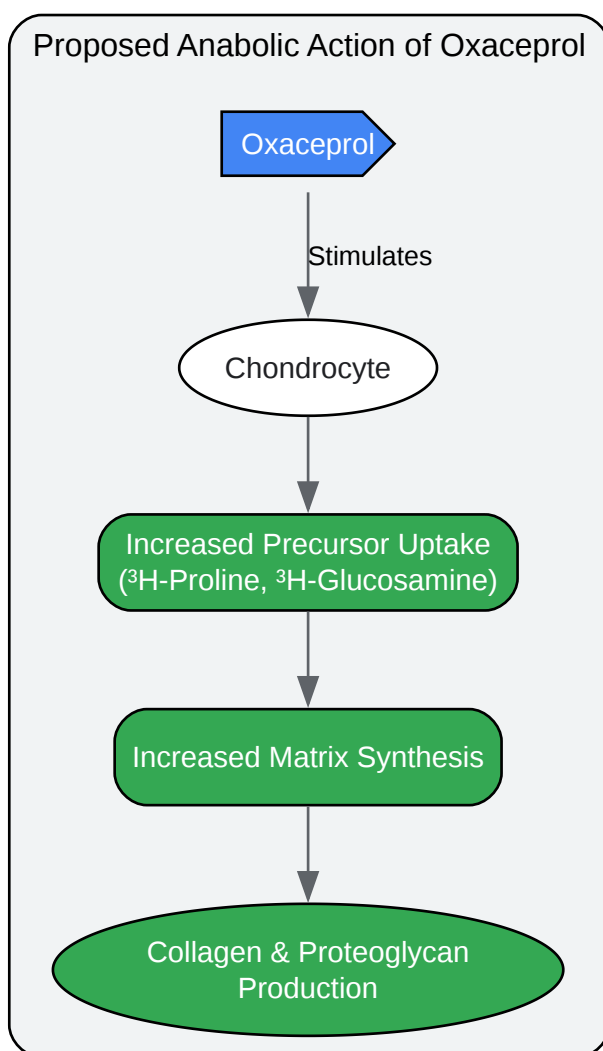 Proposed Anabolic Action of Oxaceprol
Oxaceprol
Stimulates
Chondrocyte
Increased Precursor Uptake
(³H-Proline, ³H-Glucosamine)
Increased Matrix Synthesis
Collagen & Proteoglycan
Production